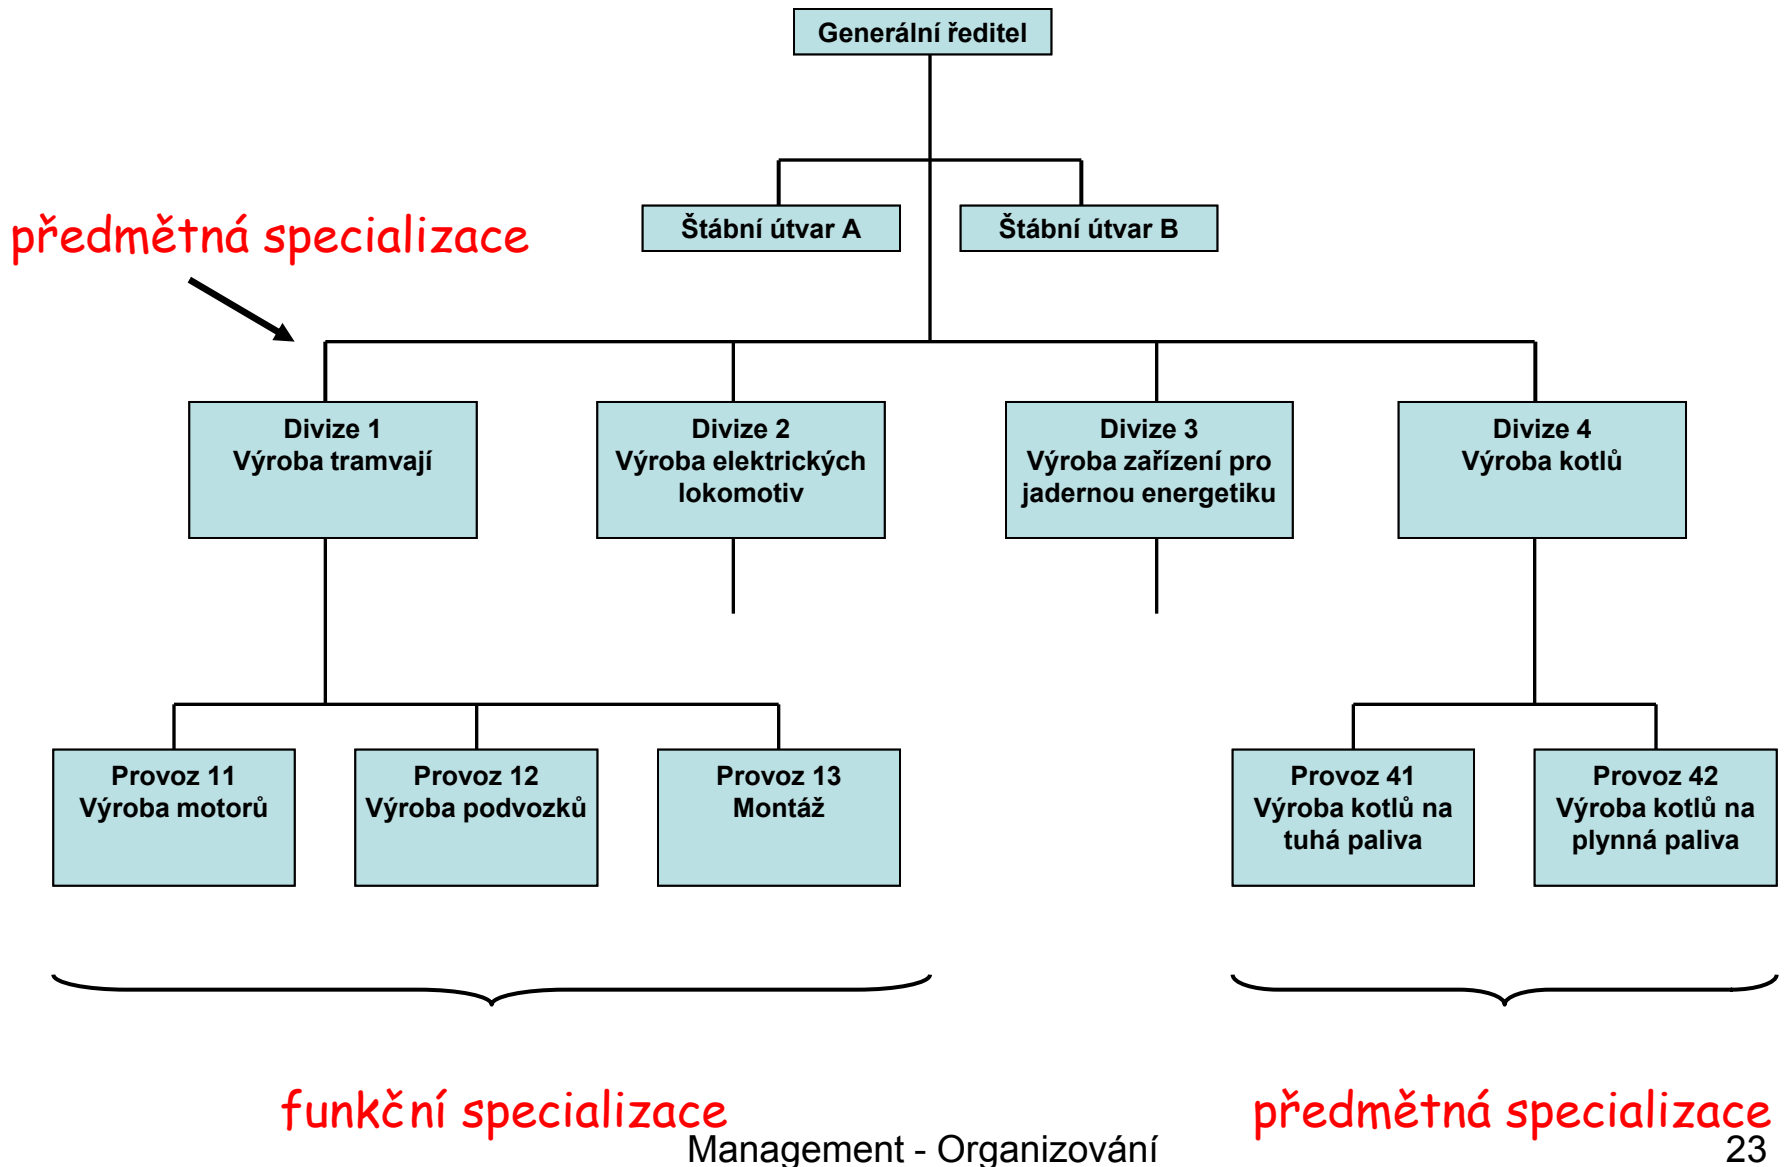 Generální ředitel
Štábní útvar A
Štábní útvar B
předmětná specializace
Divize 1
Výroba tramvají
Divize 2
Výroba elektrických
lokomotiv
Divize 3
Výroba zařízení pro
jadernou energetiku
Divize 4
Výroba kotlů
Provoz 11
Výroba motorů
Provoz 12
Výroba podvozků
Provoz 13
Montáž
Provoz 41
Výroba kotlů na
tuhá paliva
Provoz 42
Výroba kotlů na
plynná paliva
funkční specializace
předmětná specializace
Management - Organizování
23